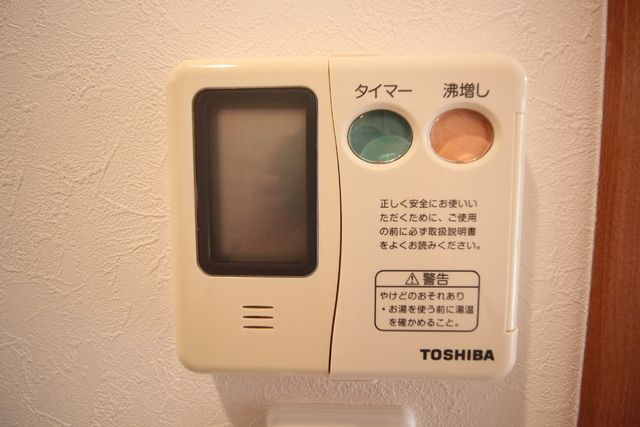 タイマー 沸増し
正しく安全にお使いい
ただくために、ご使用
の前に必ず取扱説明書
をよくお読みください。
⚠警告
やけどのおそれあり
・お湯を使う前に湯温
を確かめること。
TOSHIBA